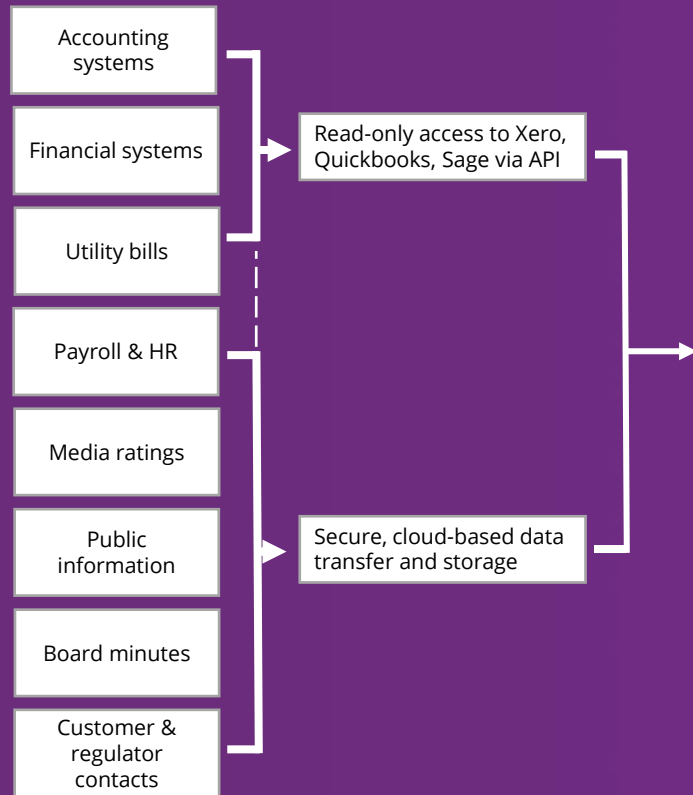 Accounting
systems
Financial systems
Utility bills
Payroll & HR
Media ratings
Public
information
Board minutes
Customer &
regulator
contacts
Read-only access to Xero,
Quickbooks, Sage via API
Secure, cloud-based data
transfer and storage